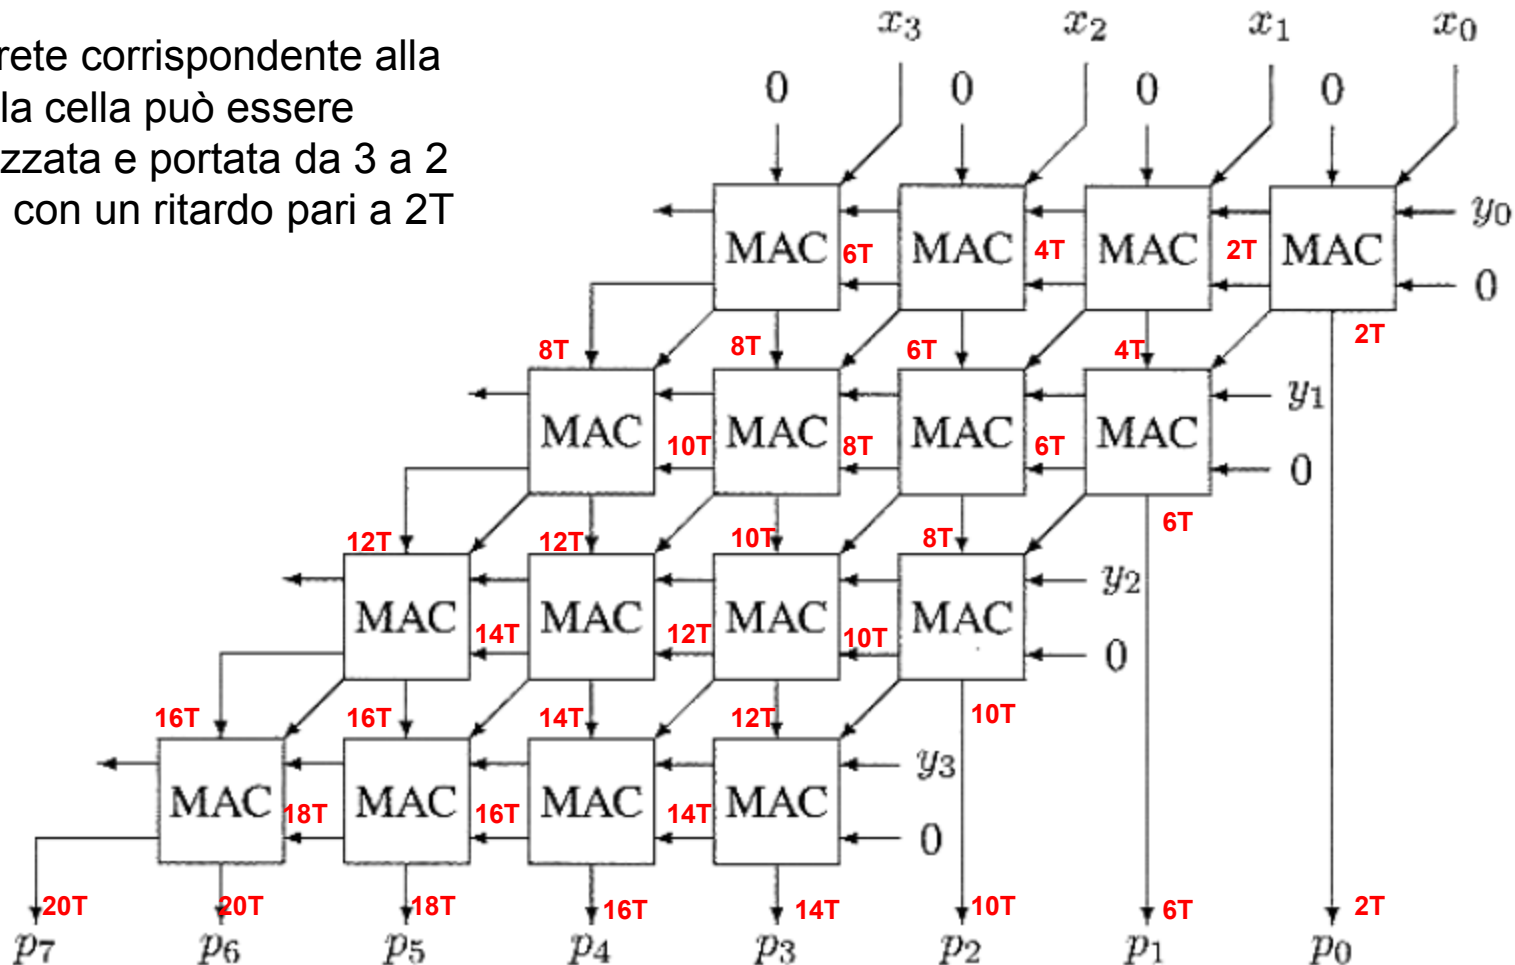 rete corrispondente alla
la cella può essere
izzata e portata da 3 a 2
con un ritardo pari a 2T
x3 x2 x1 x0
0 0 0 0
y0
MAC 6T MAC 4T MAC 2T MAC
0
8T 8T 6T 4T 2T
y1
MAC 10T MAC 8T MAC 6T MAC
0
12T 12T 10T 8T 6T
y2
MAC 14T MAC 12T MAC 10T MAC
0
16T 16T 14T 12T 10T
y3
MAC 18T MAC 16T MAC 14T MAC
0
20T 20T 18T 16T 14T 10T 6T 2T
p7 p6 p5 p4 p3 p2 p1 p0